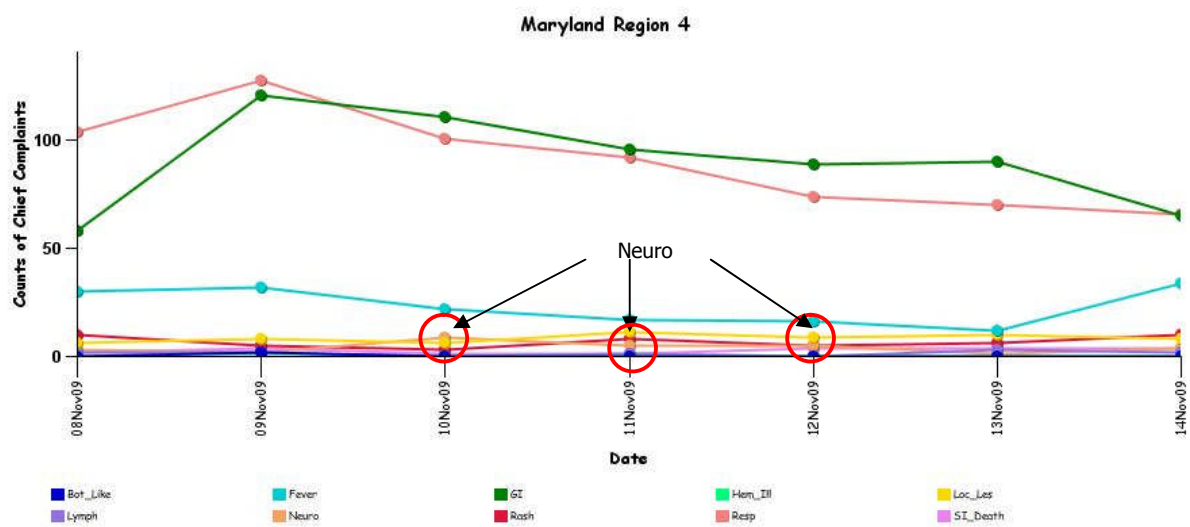 Maryland Region 4
Counts of Chief Complaints
100
50
0
Neuro
08Nov09
09Nov09
10Nov09
11Nov09
12Nov09
13Nov09
14Nov09
Date
Bot_Like
Fever
GI
Hem_Ill
Loc_Les
Lymph
Neuro
Rash
Resp
SI_Death